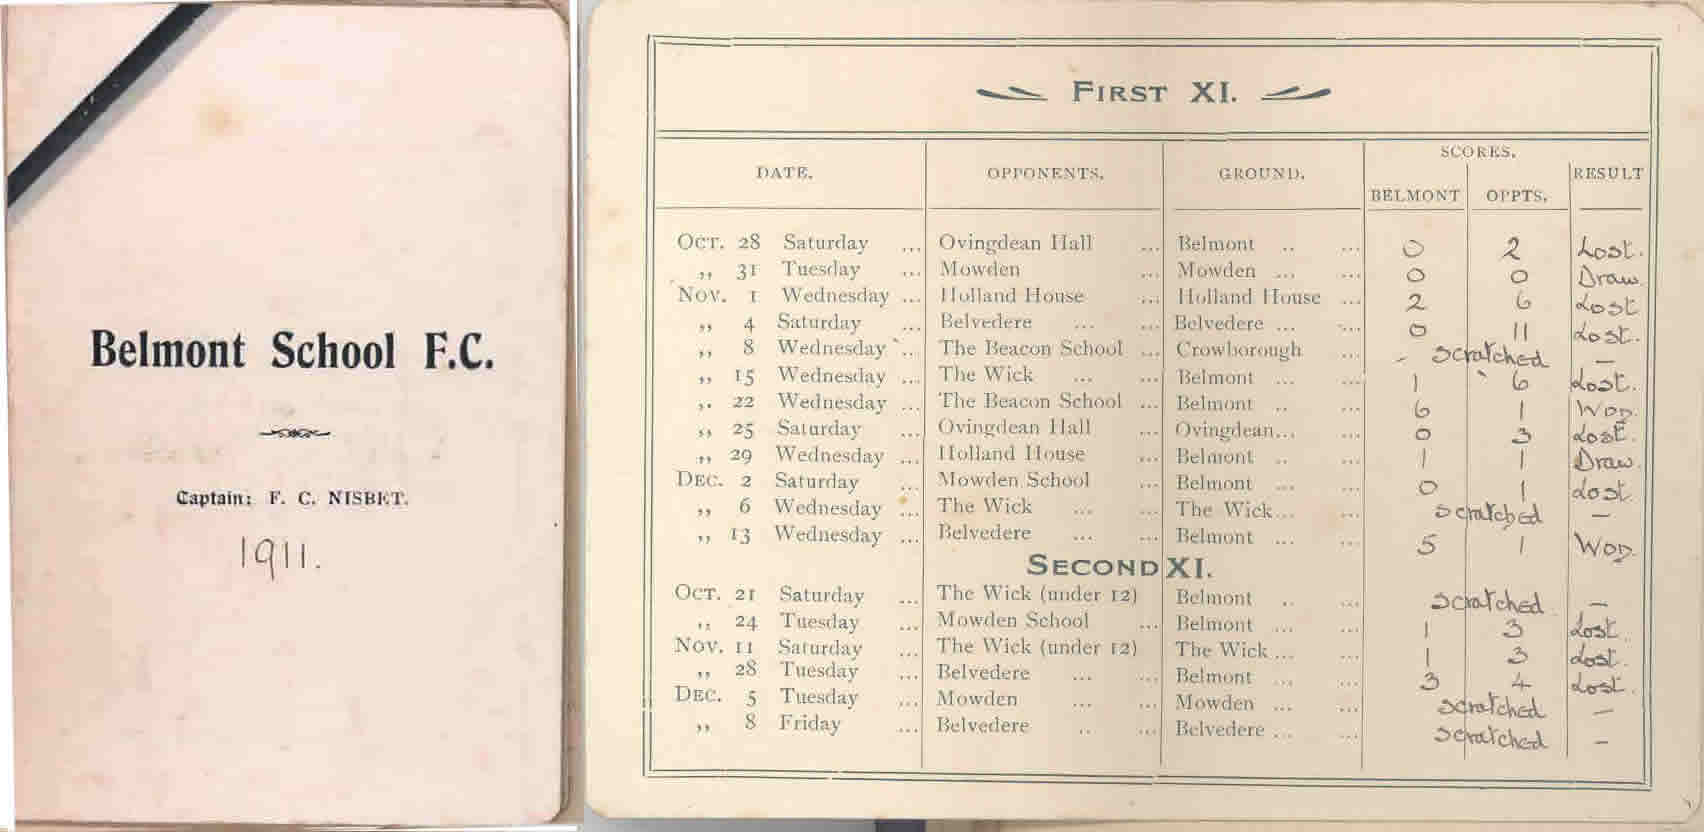 Belmont School F.C.
Captain: F. C. NISBET.
1911.
FIRST XI.
DATE. OPPONENTS. GROUND. SCORES. RESULT
BELMONT OPPTS.
OCT. 28 Saturday ... Ovingdean Hall ... Belmont .. ... 0 2 Lost.
,, 31 Tuesday ... Mowden ... Mowden ... ... 0 0 Draw.
NOV. 1 Wednesday ... Holland House ... Holland House ... 2 6 Lost
,, 4 Saturday ... Belvedere ... ... Belvedere ... ... 0 11 Lost.
,, 8 Wednesday .. The Beacon School ... Crowborough ... - scratched —
,, 15 Wednesday ... The Wick ... ... Belmont ... ... 1 6 Lost.
,, 22 Wednesday ... The Beacon School ... Belmont .. ... 6 1 Won.
,, 25 Saturday ... Ovingdean Hall ... Ovingdean... ... 0 3 Lost.
,, 29 Wednesday ... Holland House ... Belmont .. ... 1 1 Draw.
DEC. 2 Saturday ... Mowden School ... Belmont ... ... 0 1 Lost.
,, 6 Wednesday ... The Wick ... ... The Wick... ... scratched —
,, 13 Wednesday ... Belvedere ... ... Belmont ... ... 5 1 Won.
SECOND XI.
OCT. 21 Saturday ... The Wick (under 12) Belmont .. ... scratched —
,, 24 Tuesday ... Mowden School ... Belmont ... ... 1 3 Lost.
NOV. 11 Saturday ... The Wick (under 12) The Wick... ... 1 3 Lost.
,, 28 Tuesday ... Belvedere ... ... Belmont ... ... 3 4 Lost.
DEC. 5 Tuesday ... Mowden ... ... Mowden ... ... scratched —
,, 8 Friday ... Belvedere .. ... Belvedere ... ... scratched —